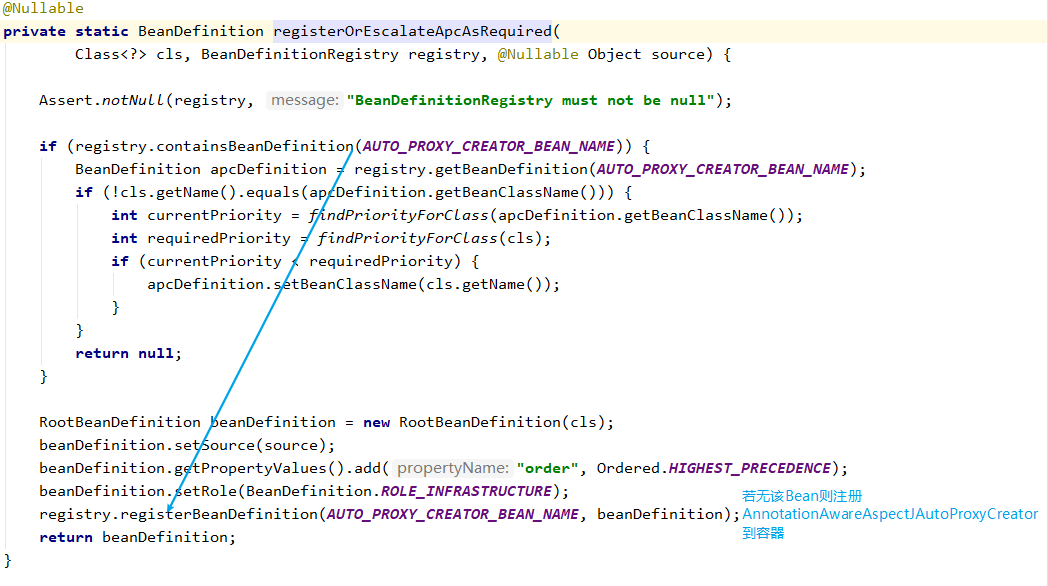 @Nullable
private static BeanDefinition registerOrEscalateApcAsRequired(
        Class<?> cls, BeanDefinitionRegistry registry, @Nullable Object source) {

    Assert.notNull(registry, message: "BeanDefinitionRegistry must not be null");

    if (registry.containsBeanDefinition(AUTO_PROXY_CREATOR_BEAN_NAME)) {
        BeanDefinition apcDefinition = registry.getBeanDefinition(AUTO_PROXY_CREATOR_BEAN_NAME);
        if (!cls.getName().equals(apcDefinition.getBeanClassName())) {
            int currentPriority = findPriorityForClass(apcDefinition.getBeanClassName());
            int requiredPriority = findPriorityForClass(cls);
            if (currentPriority < requiredPriority) {
                apcDefinition.setBeanClassName(cls.getName());
            }
        }
        return null;
    }

    RootBeanDefinition beanDefinition = new RootBeanDefinition(cls);
    beanDefinition.setSource(source);
    beanDefinition.getPropertyValues().add( propertyName: "order", Ordered.HIGHEST_PRECEDENCE);
    beanDefinition.setRole(BeanDefinition.ROLE_INFRASTRUCTURE);
    registry.registerBeanDefinition(AUTO_PROXY_CREATOR_BEAN_NAME, beanDefinition);
    return beanDefinition;
}
若无该Bean则注册
AnnotationAwareAspectJAutoProxyCreator
到容器